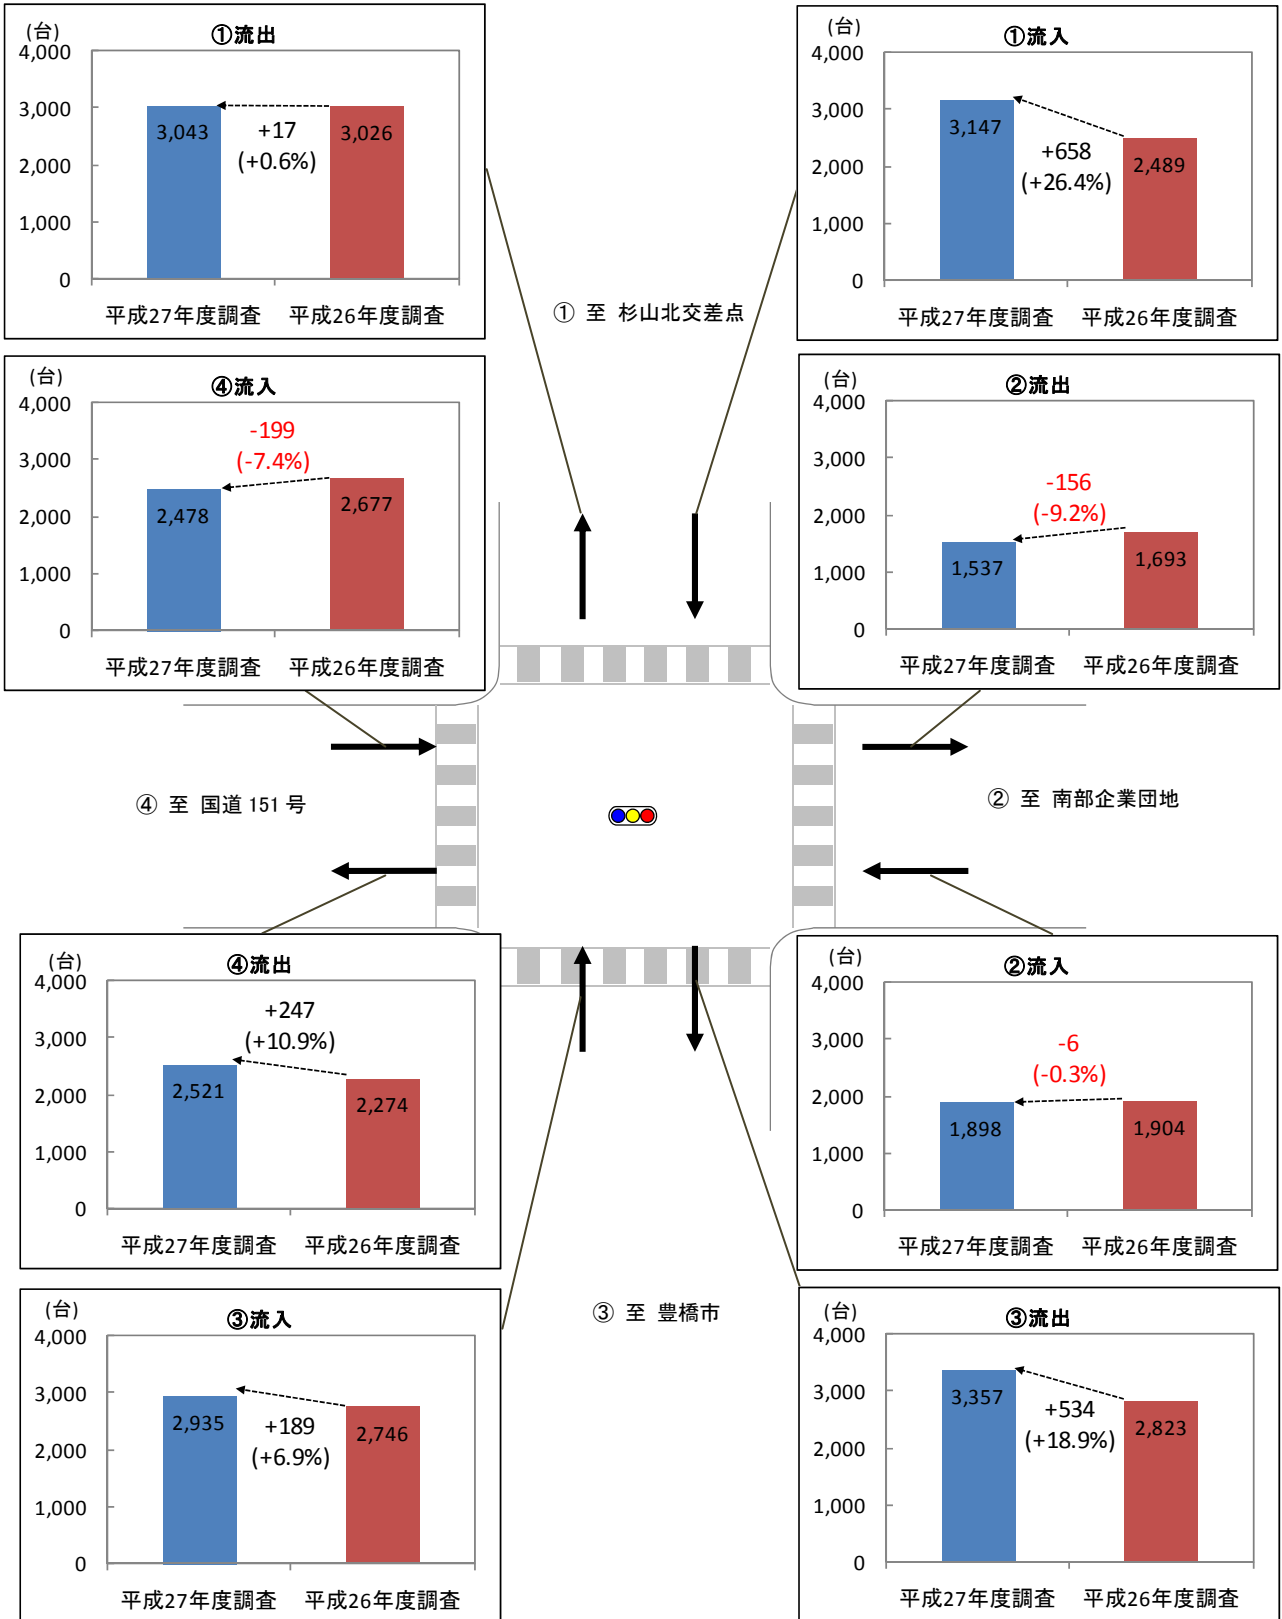 (台)
①流出
4,000
3,000
2,000
1,000
0
3,043
+17
(+0.6%)
3,026
平成27年度調査 平成26年度調査
(台)
①流入
4,000
3,000
2,000
1,000
0
3,147
+658
(+26.4%)
2,489
平成27年度調査 平成26年度調査
① 至 杉山北交差点
(台)
④流入
4,000
3,000
2,000
1,000
0
-199
(-7.4%)
2,478
2,677
平成27年度調査 平成26年度調査
(台)
②流出
4,000
3,000
2,000
1,000
0
-156
(-9.2%)
1,537
1,693
平成27年度調査 平成26年度調査
④ 至 国道 151 号
② 至 南部企業団地
(台)
④流出
4,000
3,000
2,000
1,000
0
+247
(+10.9%)
2,521
2,274
平成27年度調査 平成26年度調査
(台)
②流入
4,000
3,000
2,000
1,000
0
-6
(-0.3%)
1,898
1,904
平成27年度調査 平成26年度調査
③ 至 豊橋市
(台)
③流入
4,000
3,000
2,000
1,000
0
2,935
+189
(+6.9%)
2,746
平成27年度調査 平成26年度調査
(台)
③流出
4,000
3,000
2,000
1,000
0
3,357
+534
(+18.9%)
2,823
平成27年度調査 平成26年度調査